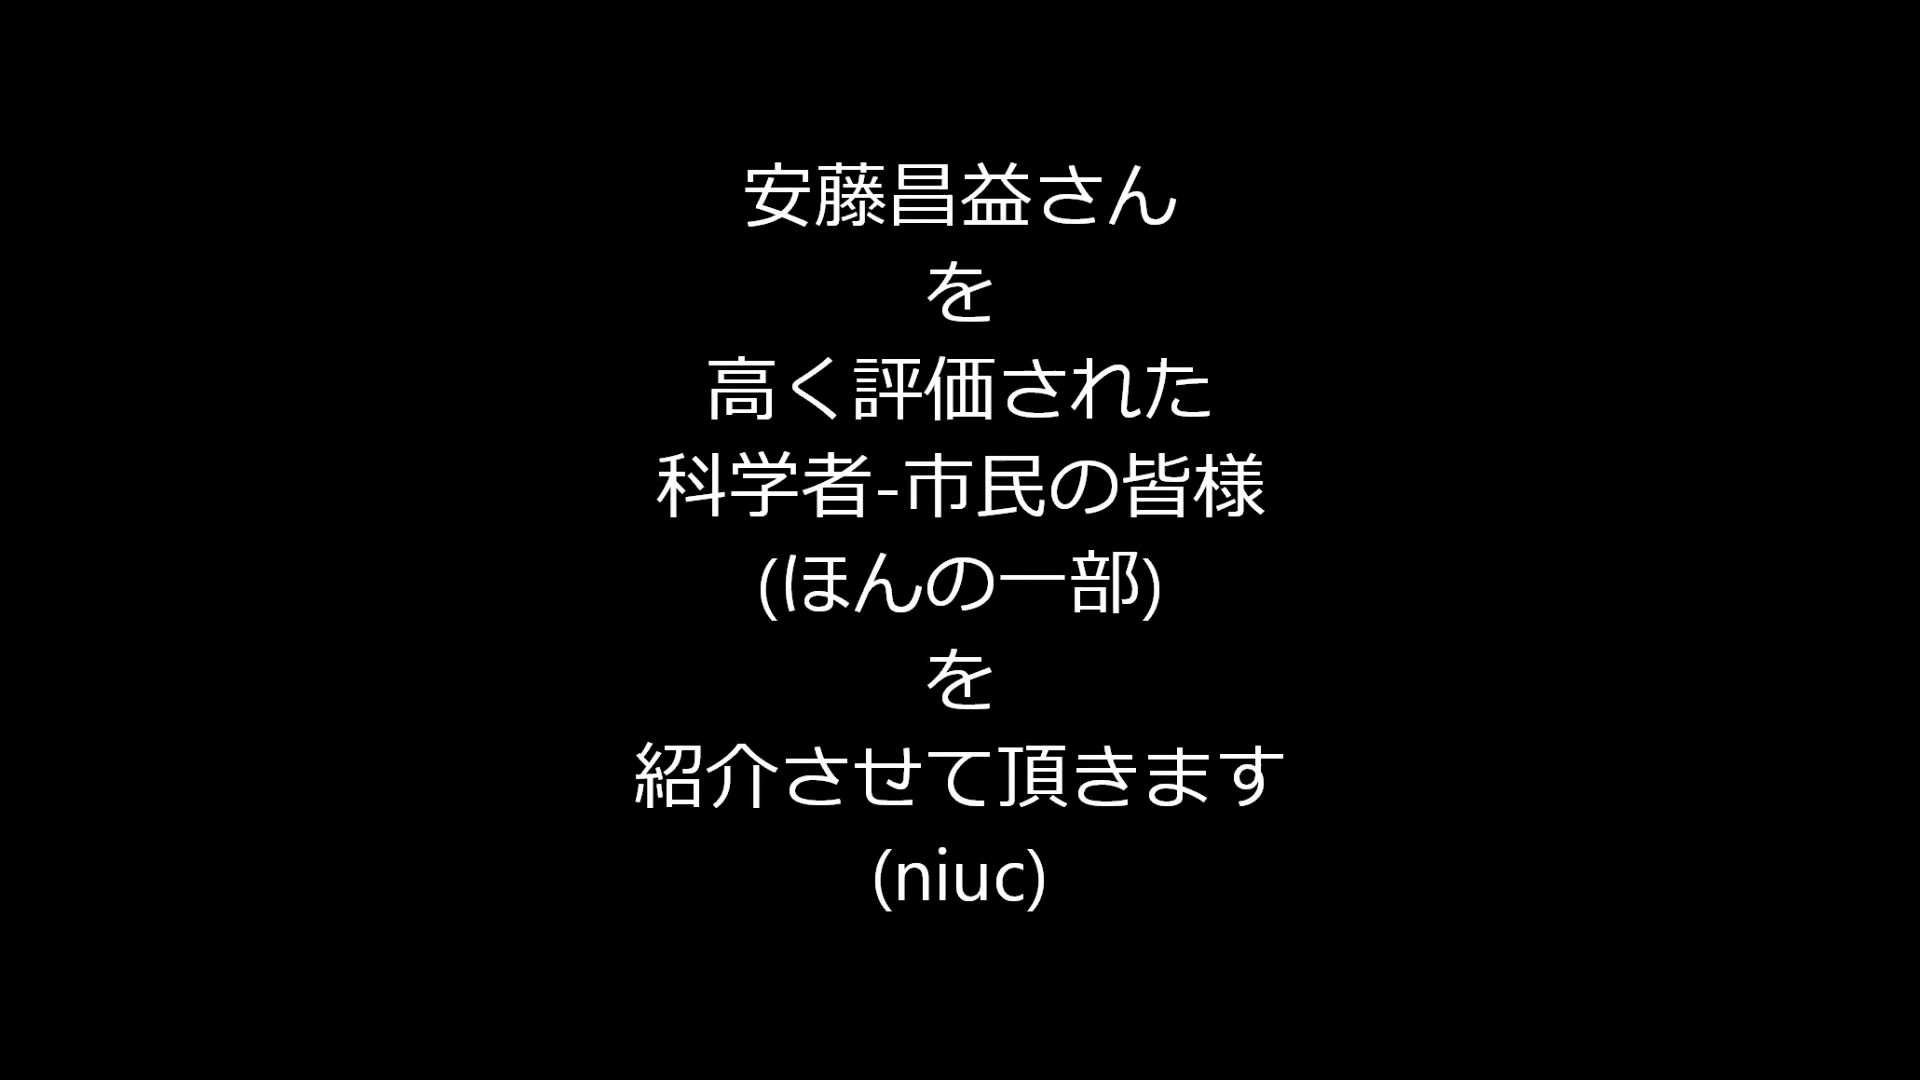 安藤昌益さん
を
高く評価された
科学者-市民の皆様
(ほんの一部)
を
紹介させて頂きます
(niuc)